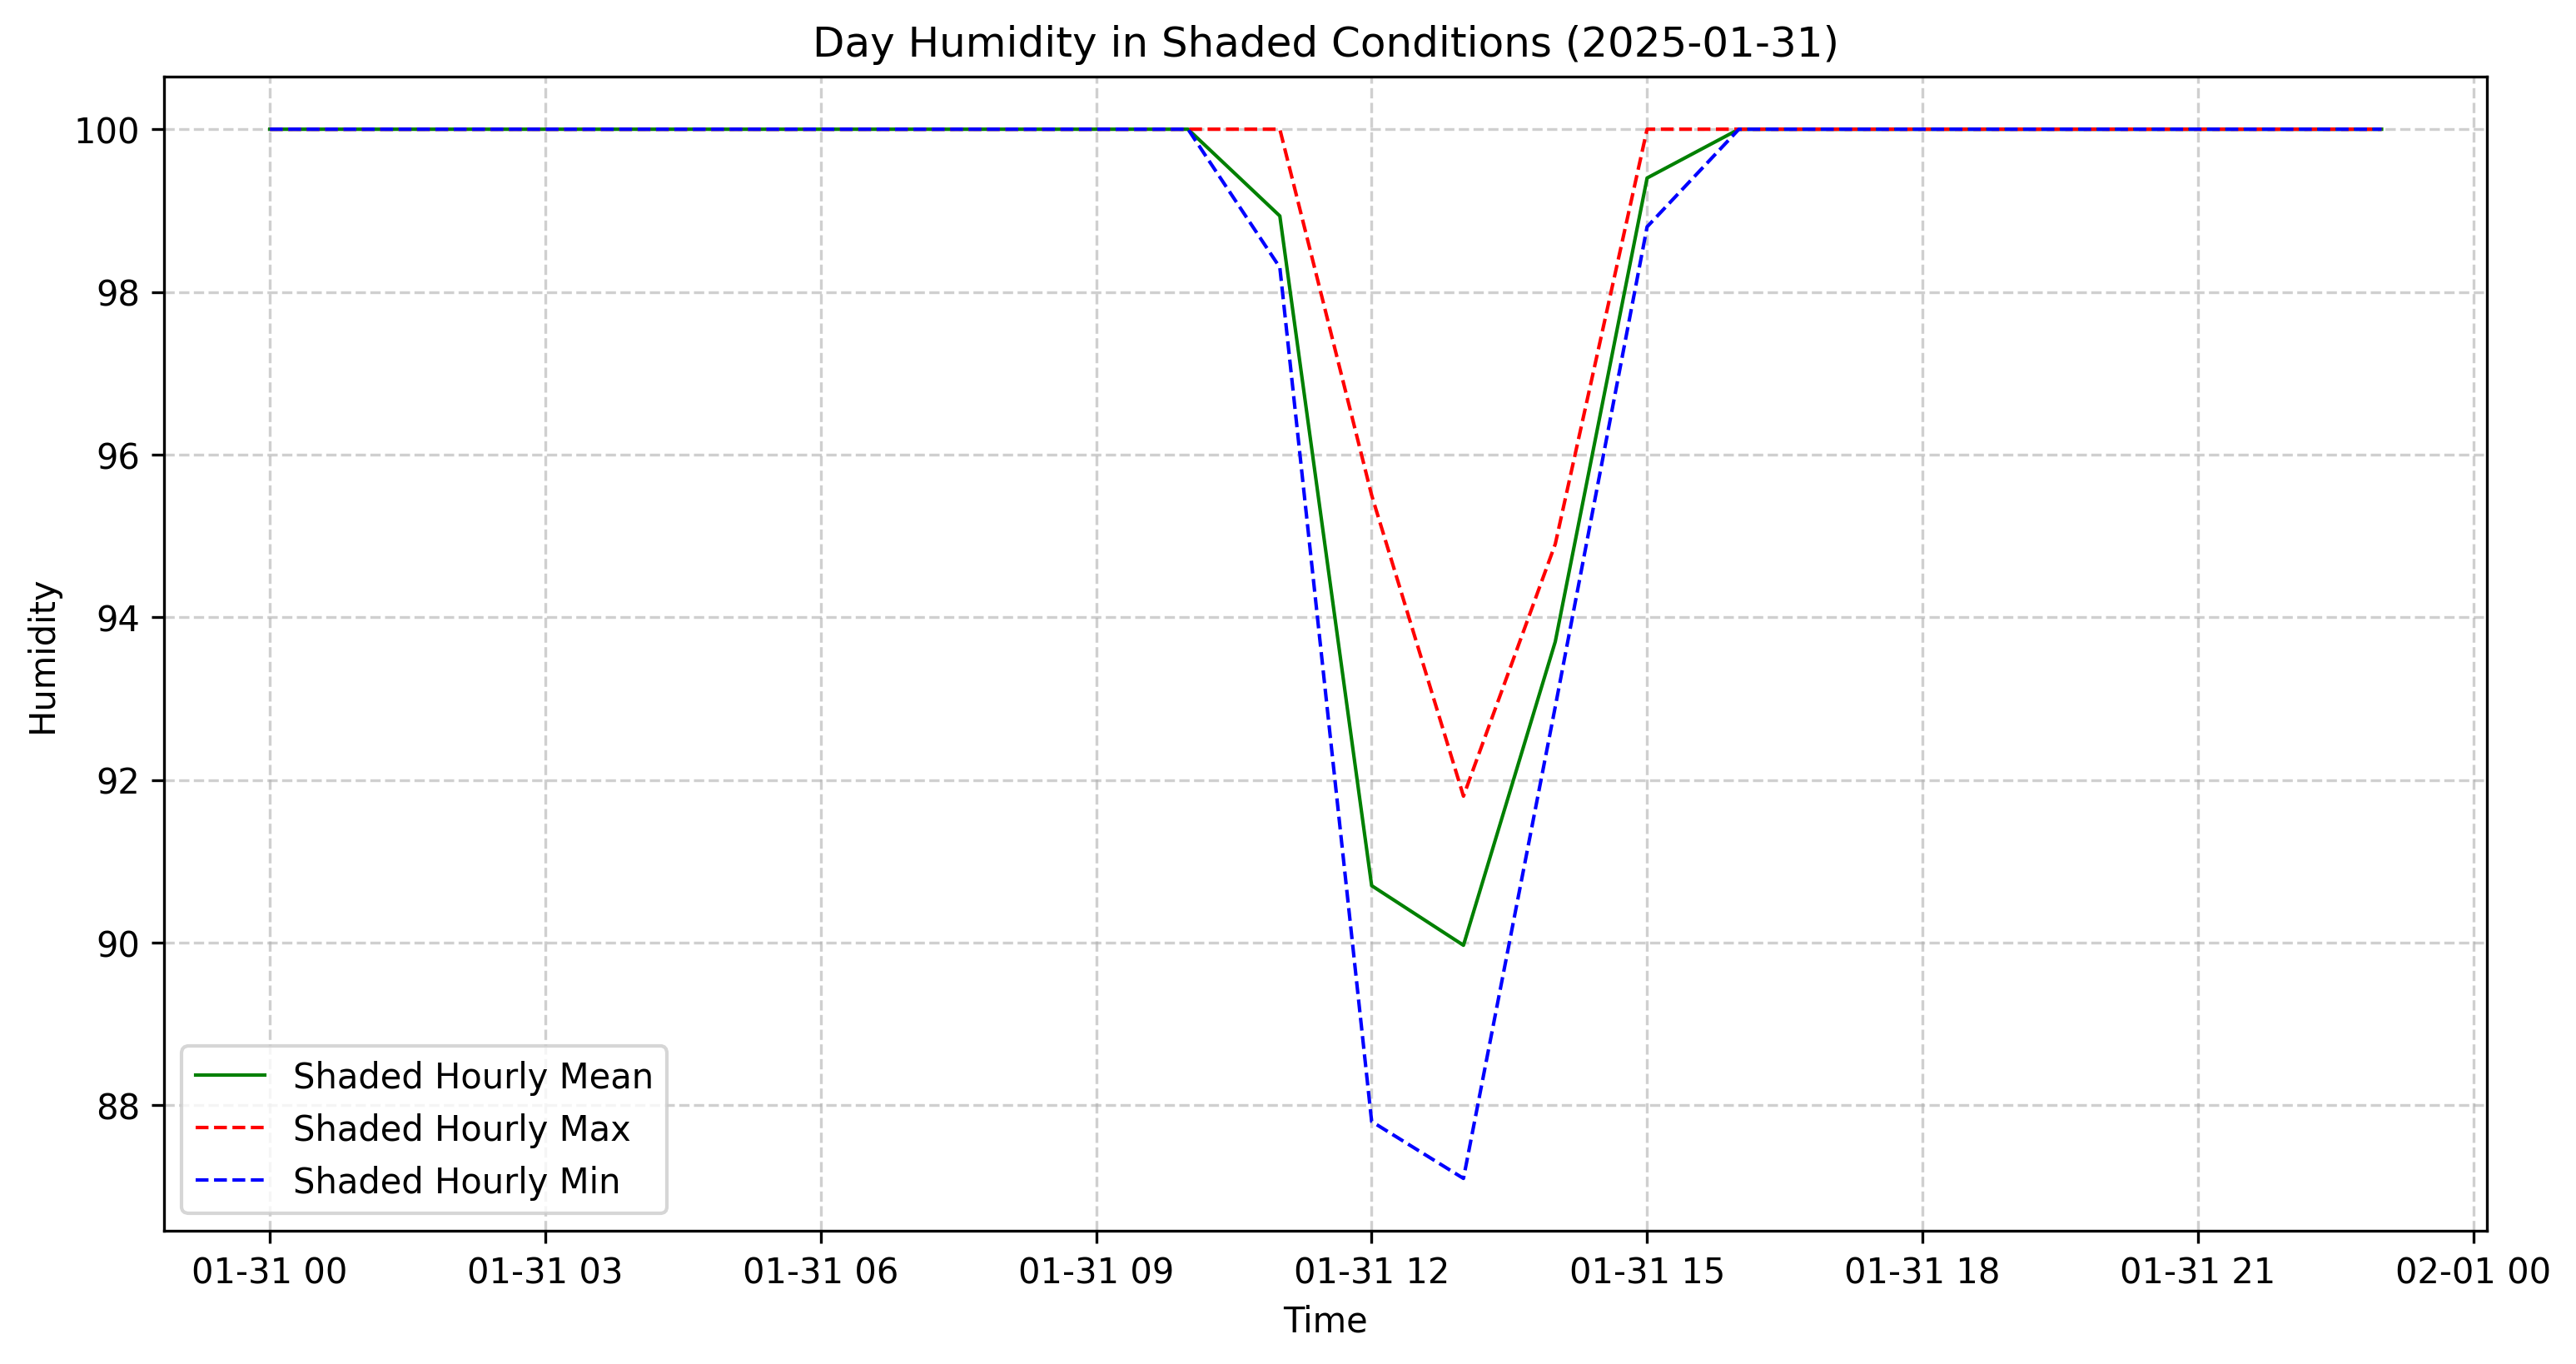 Day Humidity in Shaded Conditions (2025-01-31)
100
98
96
94
92
90
88
Humidity
Shaded Hourly Mean
Shaded Hourly Max
Shaded Hourly Min
01-31 00
01-31 03
01-31 06
01-31 09
01-31 12
01-31 15
01-31 18
01-31 21
02-01 00
Time